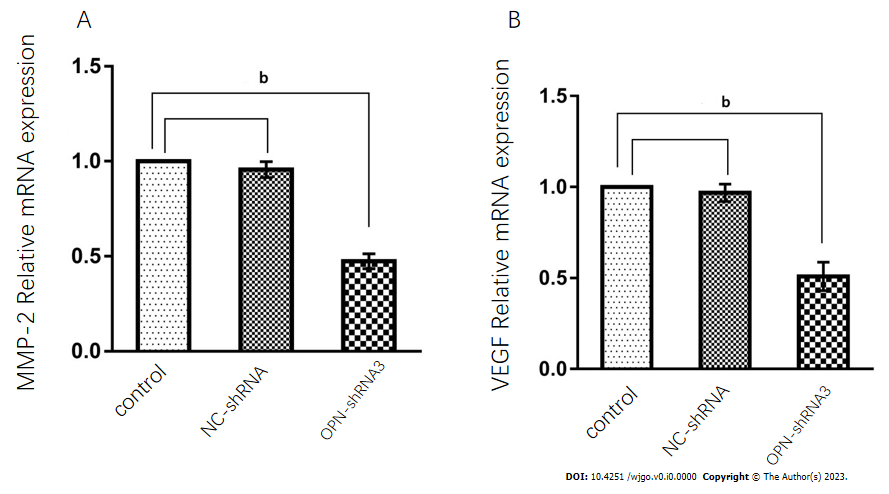 A
MMP-2 Relative mRNA expression
1.5
1.0
0.5
0.0
b
control
NC-shRNA
OPN-shRNA3
B
VEGF Relative mRNA expression
1.5
1.0
0.5
0.0
b
control
NC-shRNA
OPN-shRNA3
DOI: 10.4251 /wjgo.v0.i0.0000 Copyright © The Author(s) 2023.